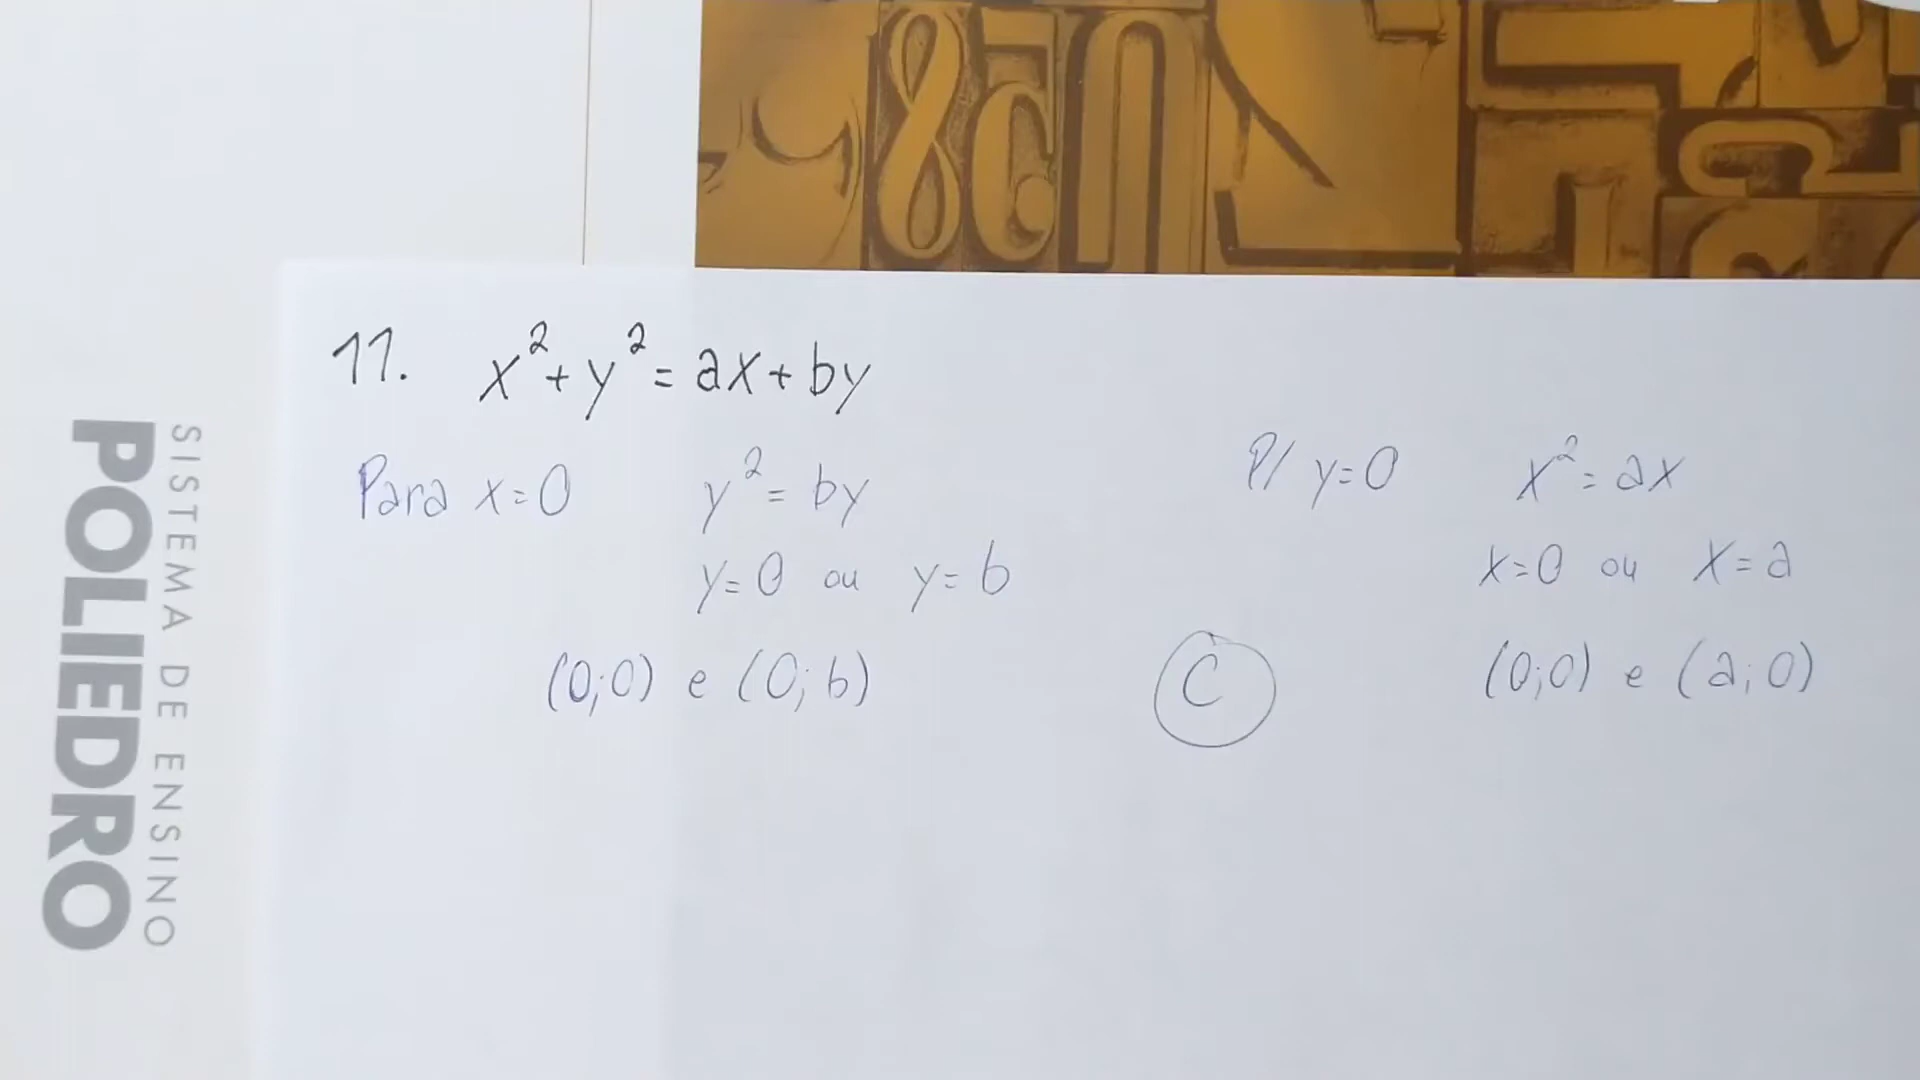 SISTEMA DE ENSINO
POLIEDRO
11. x² + y² = ax + by
Para x=0 y² = by
y=0 ou y=b
(0;0) e (0;b)
C
P/ y=0 x² = ax
x=0 ou x=a
(0;0) e (a;0)